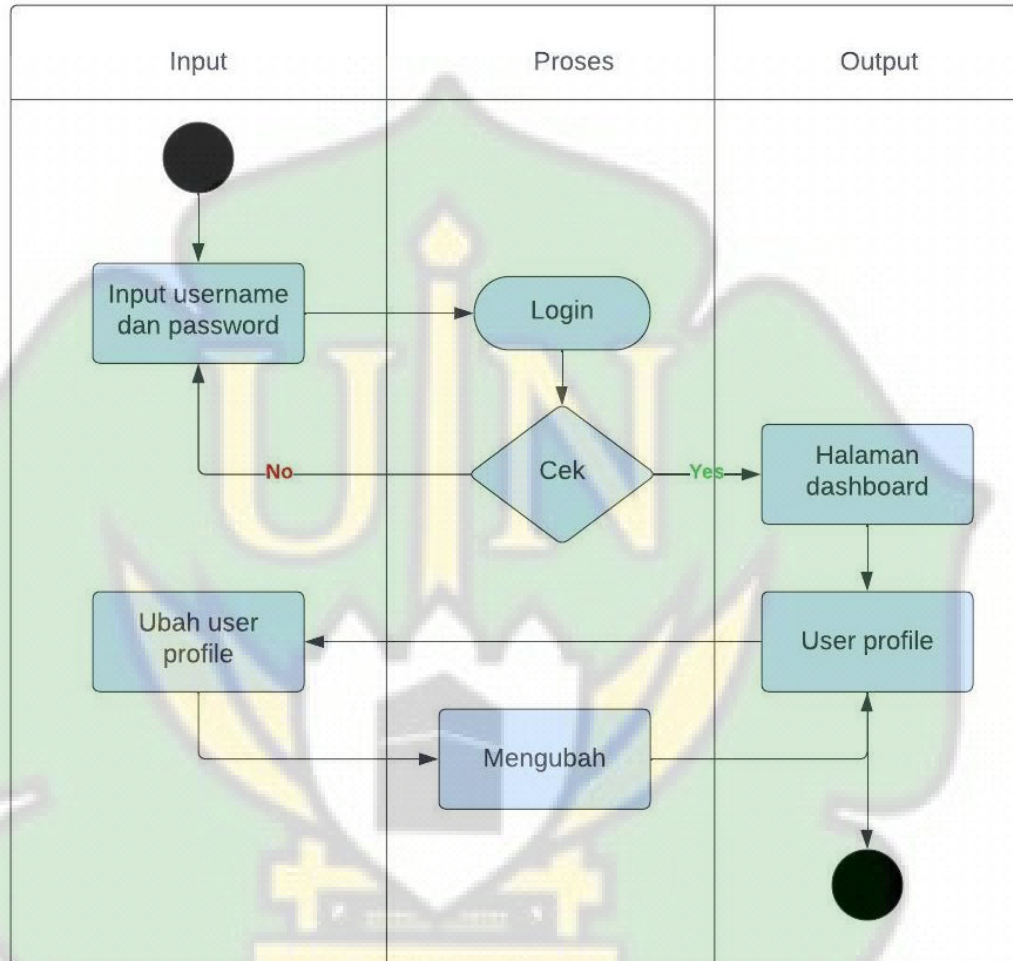 Input
Proses
Output
Input username
dan password
Login
No
Cek
Yes
Halaman
dashboard
Ubah user
profile
User profile
Mengubah
UIN